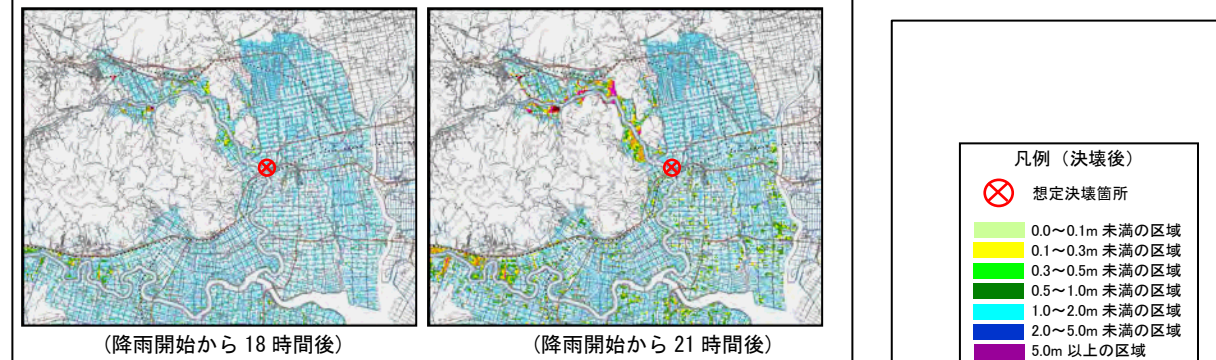 (降雨開始から 18 時間後)
(降雨開始から 21 時間後)
凡例（決壊後）
想定決壊箇所
0.0～0.1m 未満の区域
0.1～0.3m 未満の区域
0.3～0.5m 未満の区域
0.5～1.0m 未満の区域
1.0～2.0m 未満の区域
2.0～5.0m 未満の区域
5.0m 以上の区域